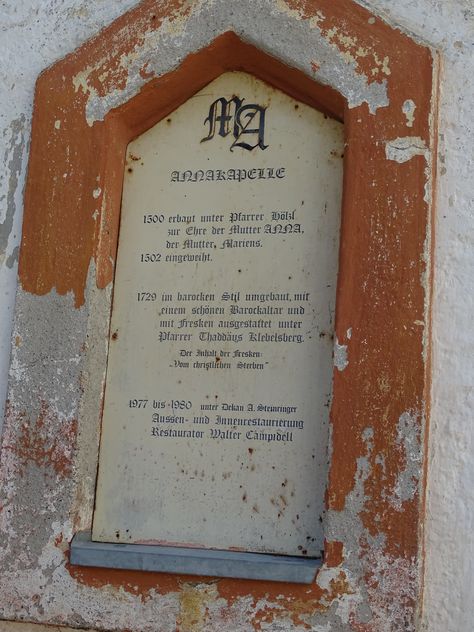 MA
ANNAKAPELLE
1500 erbaut unter Pfarrer Hölzl
zur Ehre der Mutter ANNA,
der Mutter, Mariens.
1502 eingeweiht.
1729 im barocken Stil umgebaut, mit
einem schönen Barockaltar und
mit Fresken ausgestattet unter
Pfarrer Thaddäus Klebelsberg.
Der Inhalt der Fresken:
„Vom christlichen Sterben"
1977 bis -1980 unter Dekan A. Steinringer
Aussen- und Innenrestaurierung
Restaurator Walter Campidell